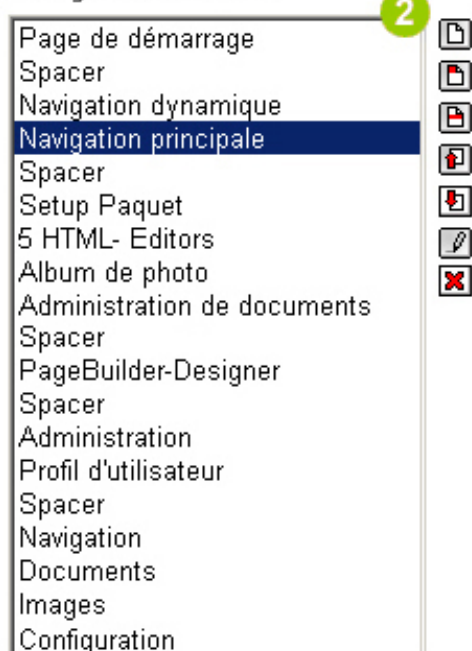 2
Page de démarrage
Spacer
Navigation dynamique
Navigation principale
Spacer
Setup Paquet
5 HTML- Editors
Album de photo
Administration de documents
Spacer
PageBuilder-Designer
Spacer
Administration
Profil d'utilisateur
Spacer
Navigation
Documents
Images
Configuration